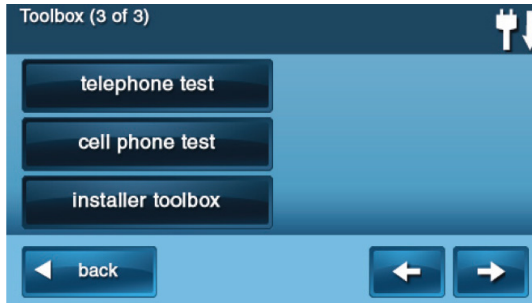 Toolbox (3 of 3)
telephone test
cell phone test
installer toolbox
back